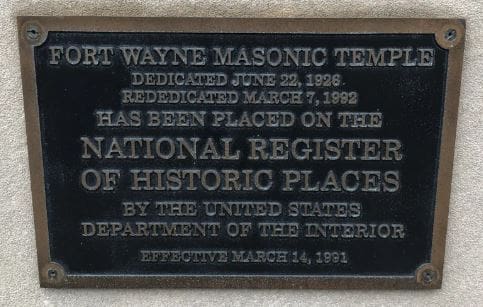 FORT WAYNE MASONIC TEMPLE
DEDICATED JUNE 22, 1926
REDEDICATED MARCH 7, 1992
HAS BEEN PLACED ON THE
NATIONAL REGISTER
OF HISTORIC PLACES
BY THE UNITED STATES
DEPARTMENT OF THE INTERIOR
EFFECTIVE MARCH 14, 1991